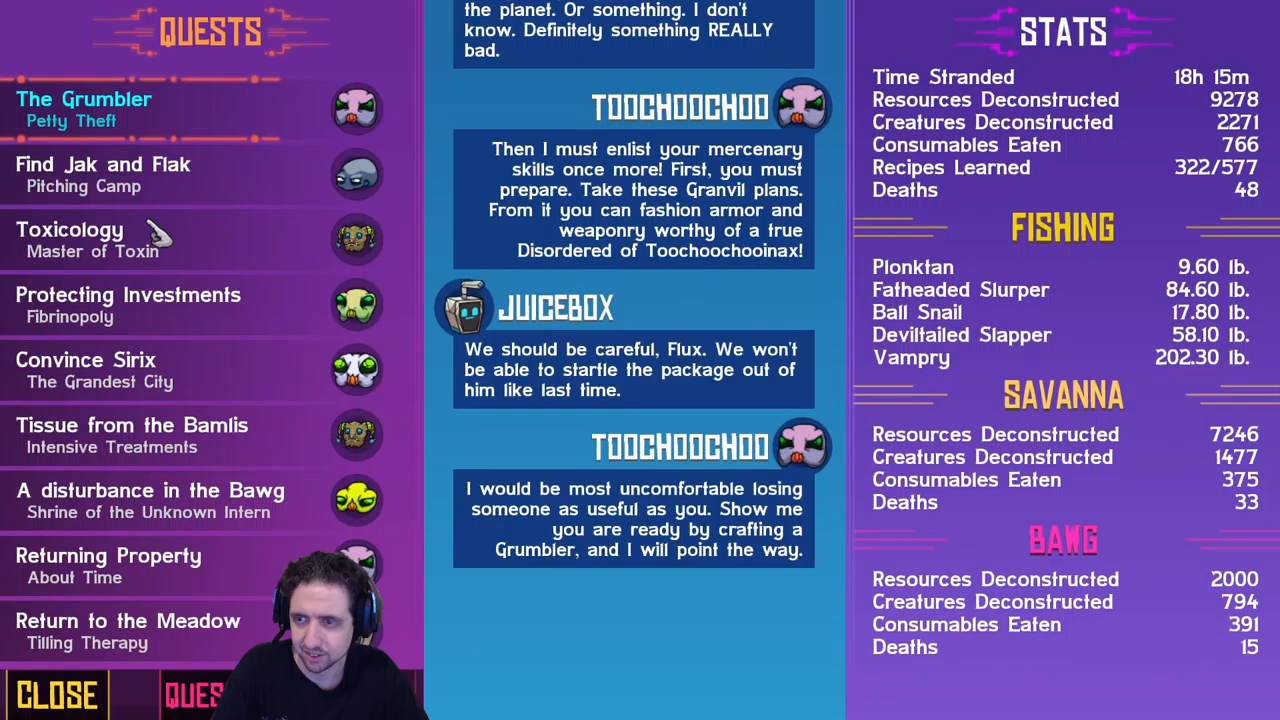 QUESTS
The Grumbler
Petty Theft
Find Jak and Flak
Pitching Camp
Toxicology
Master of Toxin
Protecting Investments
Fibrinopoly
Convince Sirix
The Grandest City
Tissue from the Bamlis
Intensive Treatments
A disturbance in the Bawg
Shrine of the Unknown Intern
Returning Property
About Time
Return to the Meadow
Tilling Therapy
CLOSE
the planet. Or something. I don't
know. Definitely something REALLY
bad.
TOOCHOOCHOO
Then I must enlist your mercenary
skills once more! First, you must
prepare. Take these Granvil plans.
From it you can fashion armor and
weaponry worthy of a true
Disordered of Toochoochooinax!
JUICEBOX
We should be careful, Flux. We won't
be able to startle the package out of
him like last time.
TOOCHOOCHOO
I would be most uncomfortable losing
someone as useful as you. Show me
you are ready by crafting a
Grumbler, and I will point the way.
STATS
Time Stranded 18h 15m
Resources Deconstructed 9278
Creatures Deconstructed 2271
Consumables Eaten 766
Recipes Learned 322/577
Deaths 48
FISHING
Plonktan 9.60 lb.
Fatheaded Slurper 84.60 lb.
Ball Snail 17.80 lb.
Deviltailed Slapper 58.10 lb.
Vampry 202.30 lb.
SAVANNA
Resources Deconstructed 7246
Creatures Deconstructed 1477
Consumables Eaten 375
Deaths 33
BAWG
Resources Deconstructed 2000
Creatures Deconstructed 794
Consumables Eaten 391
Deaths 15